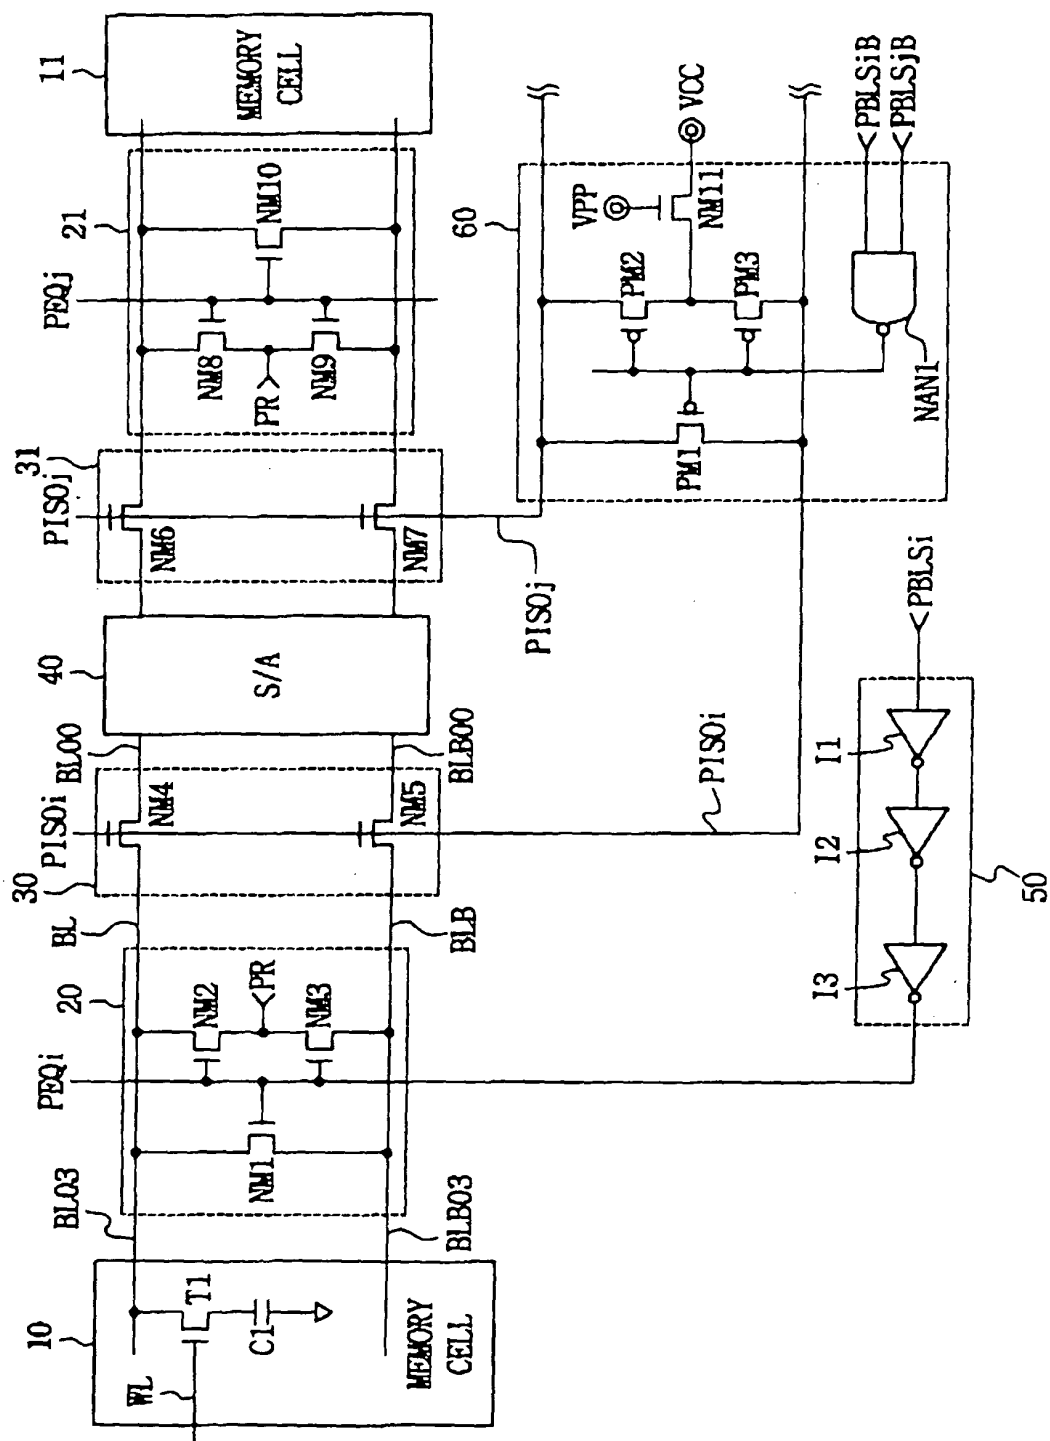 10
WL
T1
C1
MEMORY
CELL
BL03
BLB03
PEQi
20
NM1
NM2
NM3
PR
BL
BLB
30
PISOi
NM4
NM5
BL00
BLB00
40
S/A
PISOj
31
NM6
NM7
PEQj
21
NM8
NM9
PR
NM10
11
MEMORY
CELL
PISOi
PISOj
60
PM1
PM2
PM3
VPP
NM11
VCC
NAN1
PBLSiB
PBLSjB
I3
I2
I1
50
PBLSi